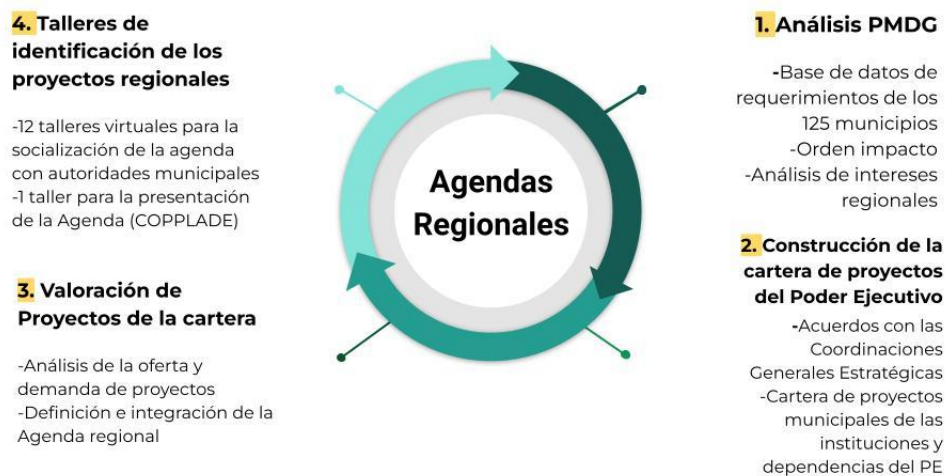 4. Talleres de
identificación de los
proyectos regionales
-12 talleres virtuales para la
socialización de la agenda
con autoridades municipales
-1 taller para la presentación
de la Agenda (COPPLADE)
3. Valoración de
Proyectos de la cartera
-Análisis de la oferta y
demanda de proyectos
-Definición e integración de la
Agenda regional
Agendas
Regionales
1. Análisis PMDG
-Base de datos de
requerimientos de los
125 municipios
-Orden impacto
-Análisis de intereses
regionales
2. Construcción de la
cartera de proyectos
del Poder Ejecutivo
-Acuerdos con las
Coordinaciones
Generales Estratégicas
-Cartera de proyectos
municipales de las
instituciones y
dependencias del PE